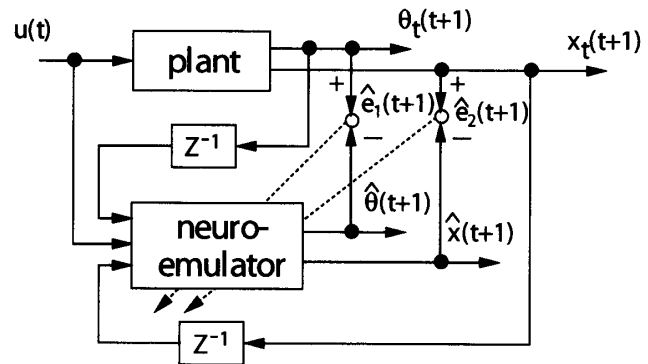 u(t)
plant
θt(t+1)
xt(t+1)
+
+
ê1(t+1)
ê2(t+1)
−
−
Z⁻¹
θ̂(t+1)
x̂(t+1)
neuro-
emulator
Z⁻¹